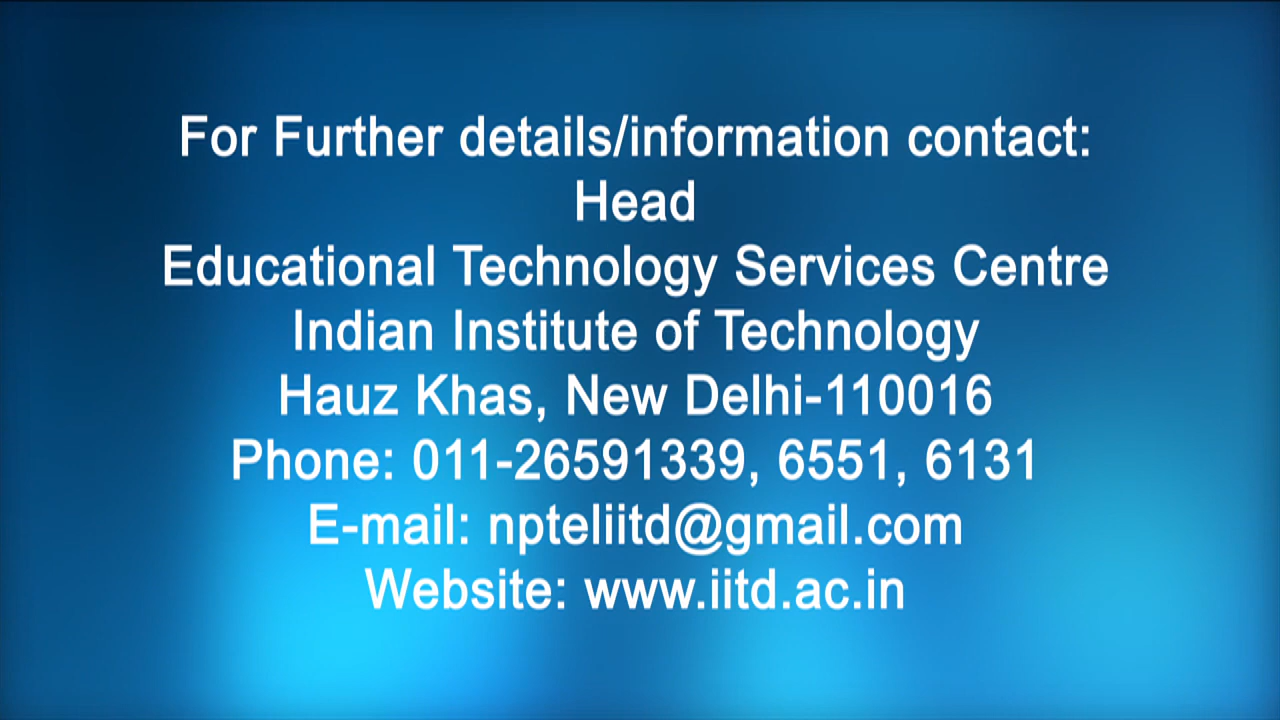 For Further details/information contact:
Head
Educational Technology Services Centre
Indian Institute of Technology
Hauz Khas, New Delhi-110016
Phone: 011-26591339, 6551, 6131
E-mail: npteliitd@gmail.com
Website: www.iitd.ac.in